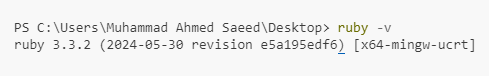 PS C:\Users\Muhammad Ahmed Saeed\Desktop> ruby -v
ruby 3.3.2 (2024-05-30 revision e5a195edf6) [x64-mingw-ucrt]